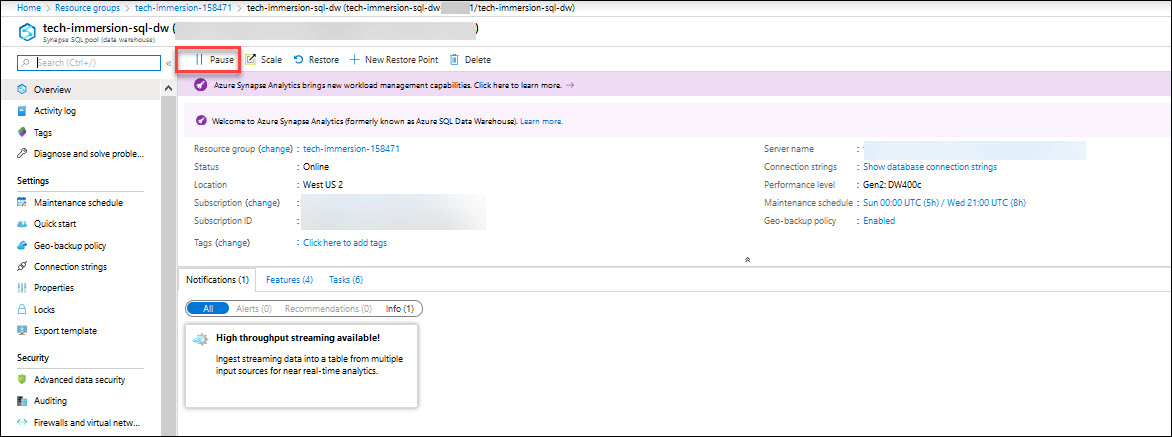 Home > Resource groups > tech-immersion-158471 > tech-immersion-sql-dw (tech-immersion-sql-dw 1/tech-immersion-sql-dw)
tech-immersion-sql-dw ( )
Synapse SQL pool (data warehouse)
Search (Ctrl+/) «
Pause Scale Restore New Restore Point Delete
Overview
Activity log
Tags
Diagnose and solve proble...
Settings
Maintenance schedule
Quick start
Geo-backup policy
Connection strings
Properties
Locks
Export template
Security
Advanced data security
Auditing
Firewalls and virtual netw...
Azure Synapse Analytics brings new workload management capabilities. Click here to learn more. →
Welcome to Azure Synapse Analytics (formerly known as Azure SQL Data Warehouse). Learn more.
Resource group (change) : tech-immersion-158471
Status : Online
Location : West US 2
Subscription (change) :
Subscription ID :
Tags (change) : Click here to add tags
Server name :
Connection strings : Show database connection strings
Performance level : Gen2: DW400c
Maintenance schedule : Sun 00:00 UTC (5h) / Wed 21:00 UTC (8h)
Geo-backup policy : Enabled
Notifications (1) Features (4) Tasks (6)
All Alerts (0) Recommendations (0) Info (1)
High throughput streaming available!
Ingest streaming data into a table from multiple
input sources for near real-time analytics.